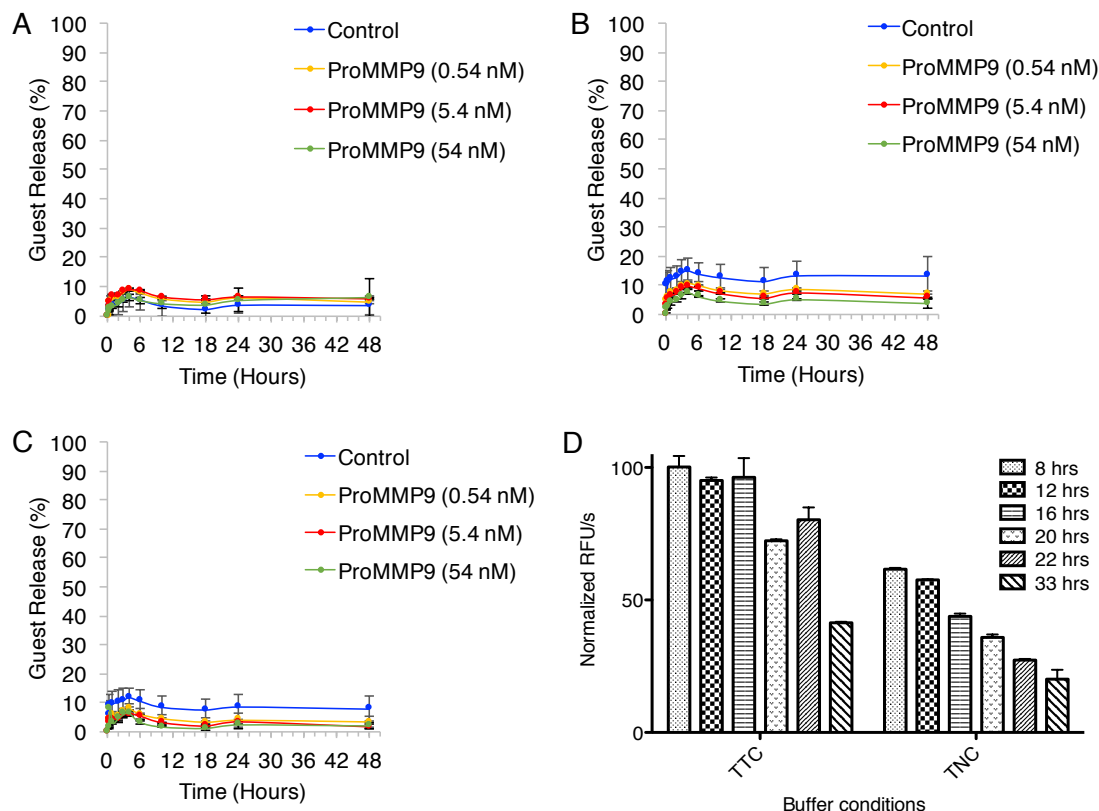 A
Guest Release (%)
100
90
80
70
60
50
40
30
20
10
0
0 6 12 18 24 30 36 42 48
Time (Hours)
Control
ProMMP9 (0.54 nM)
ProMMP9 (5.4 nM)
ProMMP9 (54 nM)
B
Guest Release (%)
100
90
80
70
60
50
40
30
20
10
0
0 6 12 18 24 30 36 42 48
Time (Hours)
Control
ProMMP9 (0.54 nM)
ProMMP9 (5.4 nM)
ProMMP9 (54 nM)
C
Guest Release (%)
100
90
80
70
60
50
40
30
20
10
0
0 6 12 18 24 30 36 42 48
Time (Hours)
Control
ProMMP9 (0.54 nM)
ProMMP9 (5.4 nM)
ProMMP9 (54 nM)
D
Normalized RFU/s
100
50
0
TTC
TNC
Buffer conditions
8 hrs
12 hrs
16 hrs
20 hrs
22 hrs
33 hrs